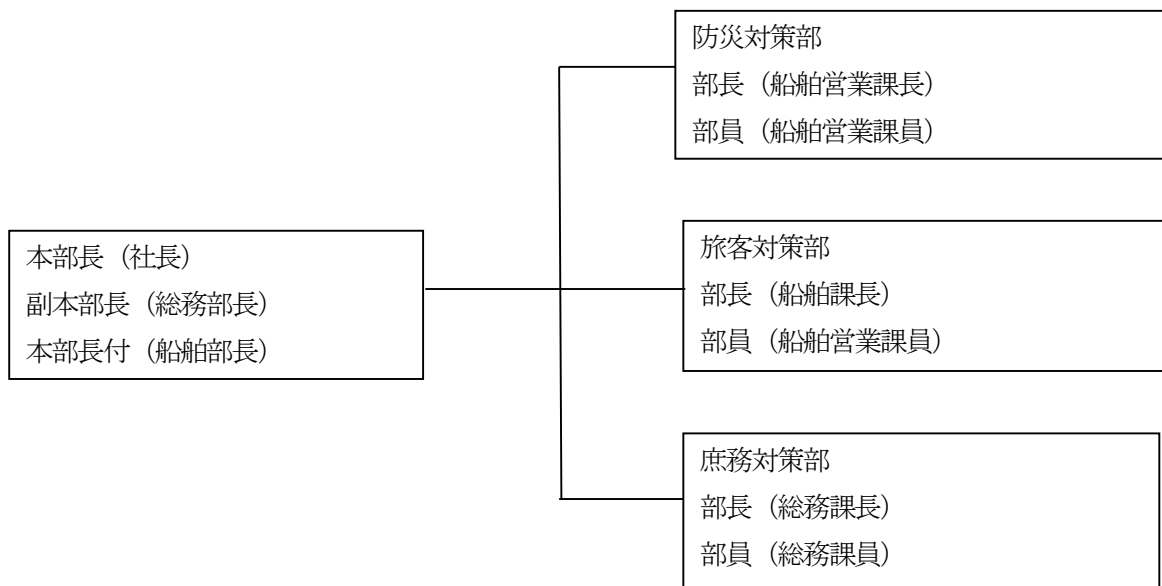 防災対策部
部長（船舶営業課長）
部員（船舶営業課員）
本部長（社長）
副本部長（総務部長）
本部長付（船舶部長）
旅客対策部
部長（船舶課長）
部員（船舶営業課員）
庶務対策部
部長（総務課長）
部員（総務課員）